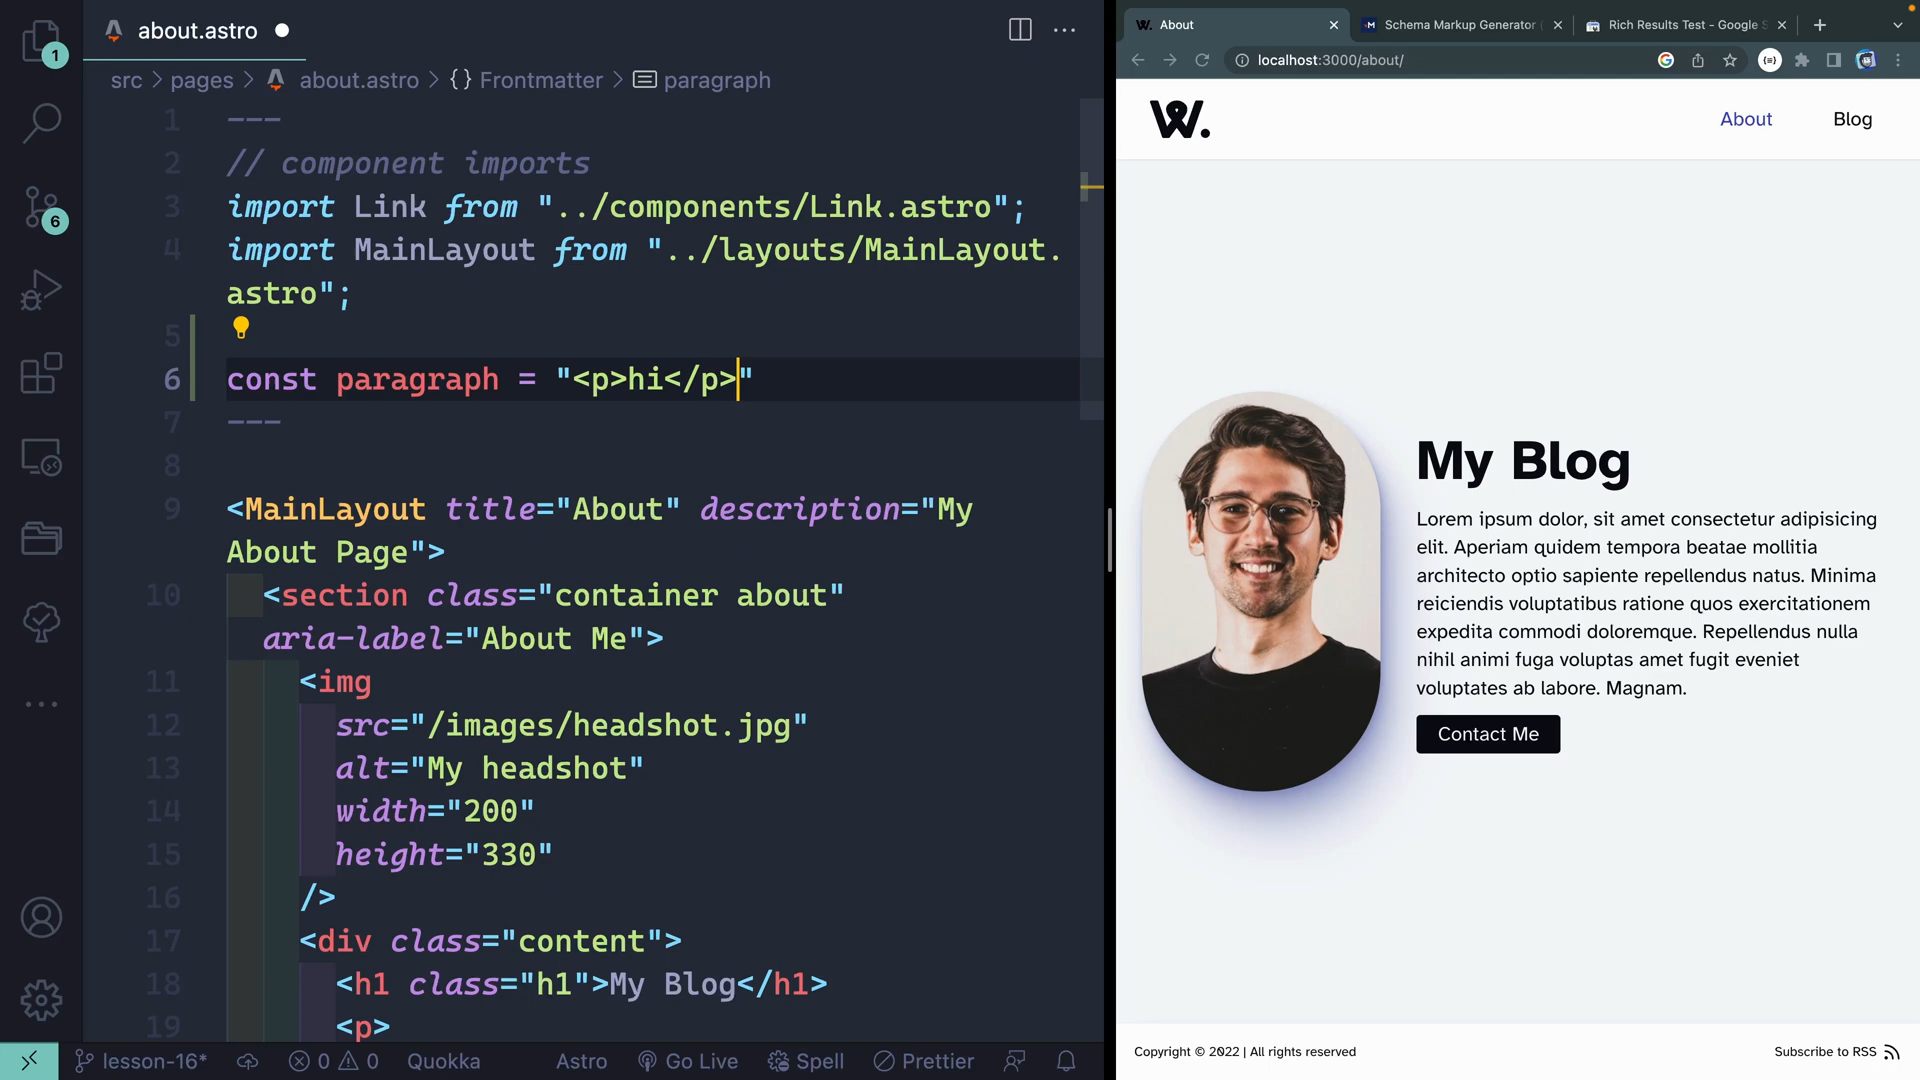 1
6
about.astro
src > pages > about.astro > {} Frontmatter > paragraph
1 ---
2 // component imports
3 import Link from "../components/Link.astro";
4 import MainLayout from "../layouts/MainLayout.
astro";
5
6 const paragraph = "<p>hi</p>"
7 ---
8
9 <MainLayout title="About" description="My
About Page">
10 <section class="container about"
aria-label="About Me">
11 <img
12 src="/images/headshot.jpg"
13 alt="My headshot"
14 width="200"
15 height="330"
16 />
17 <div class="content">
18 <h1 class="h1">My Blog</h1>
19 <p>
lesson-16* 0 0 Quokka Astro Go Live Spell Prettier
About Schema Markup Generator ( Rich Results Test - Google S
localhost:3000/about/
W. About Blog
My Blog
Lorem ipsum dolor, sit amet consectetur adipisicing
elit. Aperiam quidem tempora beatae mollitia
architecto optio sapiente repellendus natus. Minima
reiciendis voluptatibus ratione quos exercitationem
expedita commodi doloremque. Repellendus nulla
nihil animi fuga voluptas amet fugit eveniet
voluptates ab labore. Magnam.
Contact Me
Copyright © 2022 | All rights reserved
Subscribe to RSS